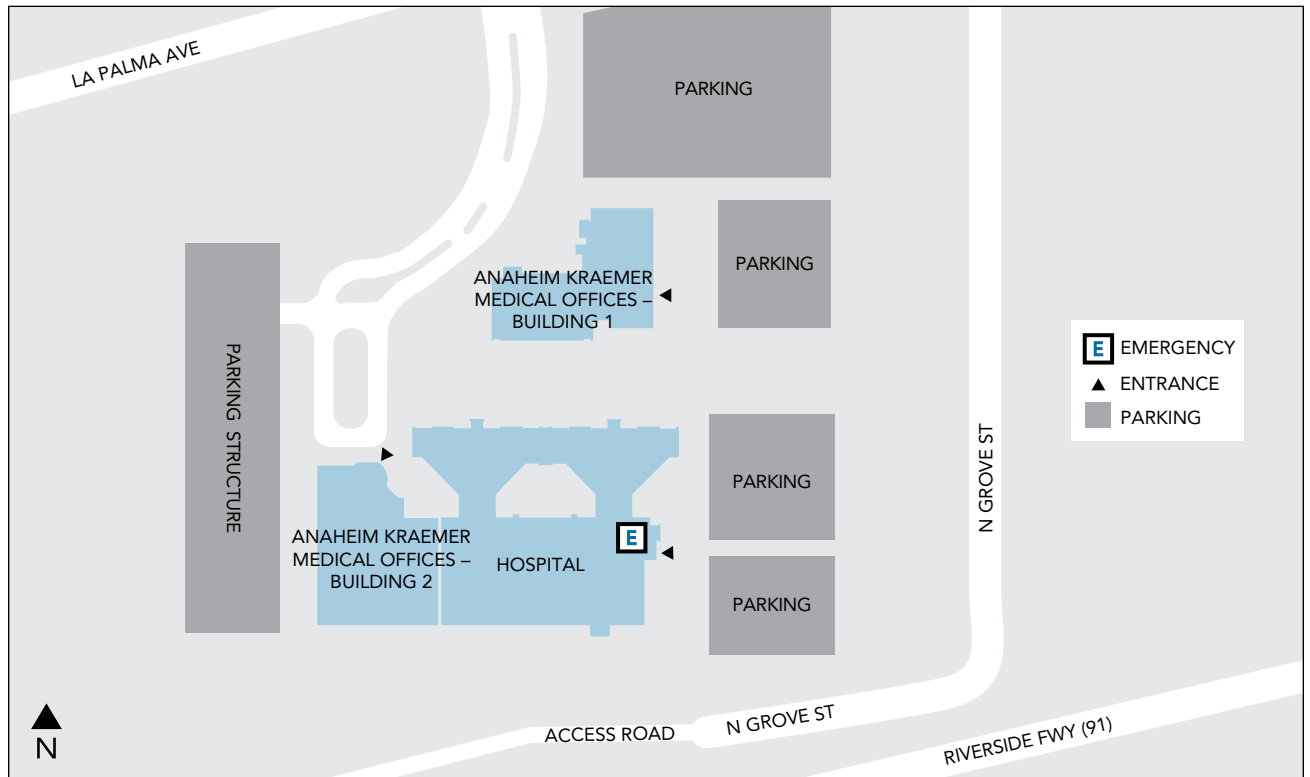 LA PALMA AVE
PARKING
PARKING
ANAHEIM KRAEMER
MEDICAL OFFICES –
BUILDING 1
PARKING STRUCTURE
E EMERGENCY
ENTRANCE
PARKING
N GROVE ST
PARKING
E
ANAHEIM KRAEMER
MEDICAL OFFICES –
BUILDING 2
HOSPITAL
PARKING
N
ACCESS ROAD
N GROVE ST
RIVERSIDE FWY (91)